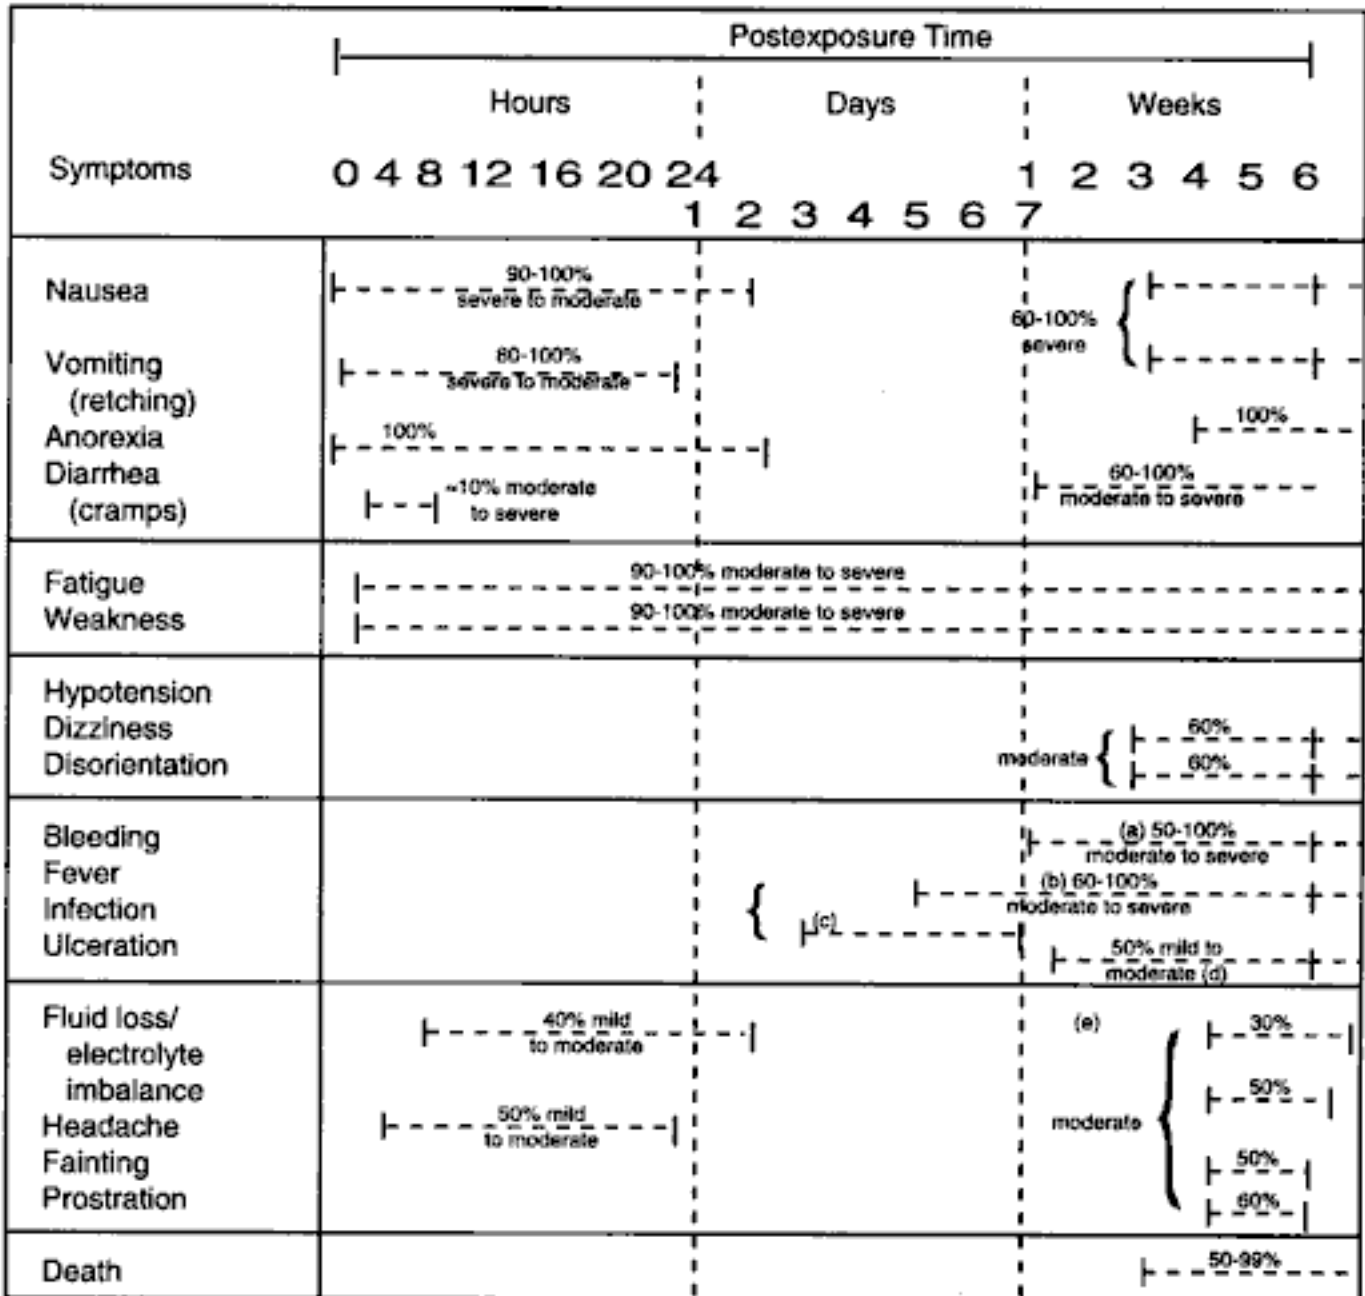 Postexposure Time
Hours Days Weeks
Symptoms 0 4 8 12 16 20 24 1 2 3 4 5 6
1 2 3 4 5 6 7
Nausea 90-100% severe to moderate
60-100% severe
Vomiting 80-100% severe to moderate
(retching)
Anorexia 100% 100%
Diarrhea ~10% moderate to severe 60-100% moderate to severe
(cramps)
Fatigue 90-100% moderate to severe
Weakness 90-100% moderate to severe
Hypotension
Dizziness moderate 60%
Disorientation 60%
Bleeding (a) 50-100% moderate to severe
Fever (b) 60-100% moderate to severe
Infection (c)
Ulceration 50% mild to moderate (d)
Fluid loss/ 40% mild to moderate (e) 30%
electrolyte
imbalance 50%
Headache 50% mild to moderate moderate
Fainting 50%
Prostration 60%
Death 50-99%